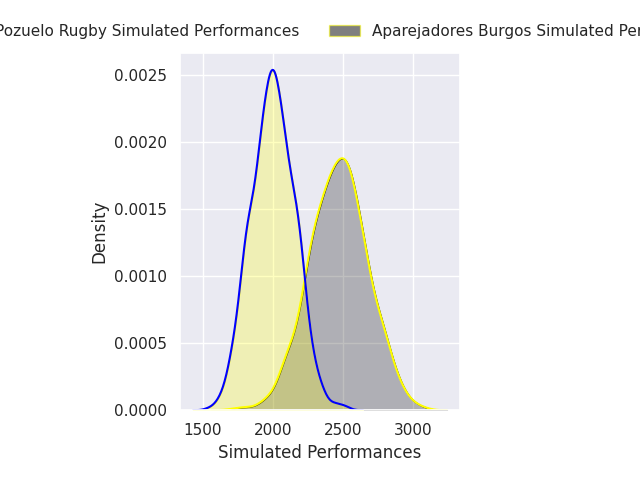 Pozuelo Rugby Simulated Performances
Aparejadores Burgos Simulated
0.0025
0.0020
0.0015
0.0010
0.0005
0.0000
Density
1500
2000
2500
3000
Simulated Performances